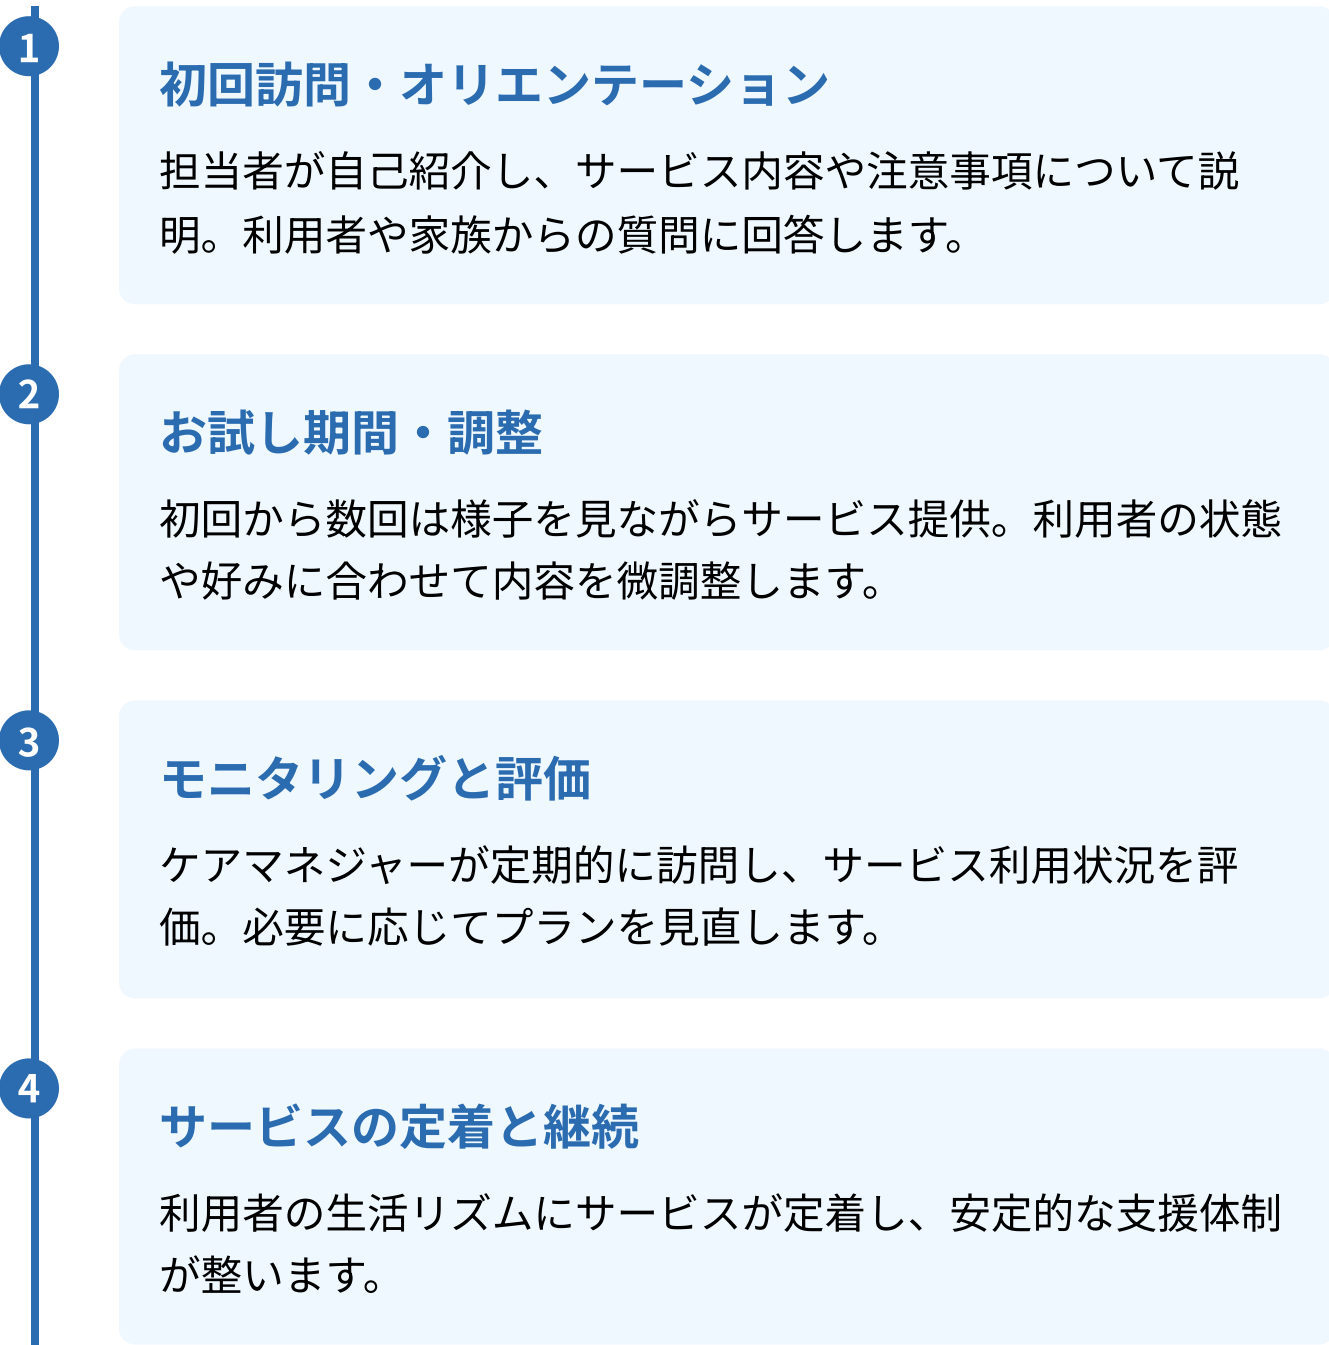 1
初回訪問・オリエンテーション
担当者が自己紹介し、サービス内容や注意事項について説
明。利用者や家族からの質問に回答します。
2
お試し期間・調整
初回から数回は様子を見ながらサービス提供。利用者の状態
や好みに合わせて内容を微調整します。
3
モニタリングと評価
ケアマネジャーが定期的に訪問し、サービス利用状況を評
価。必要に応じてプランを見直します。
4
サービスの定着と継続
利用者の生活リズムにサービスが定着し、安定的な支援体制
が整います。